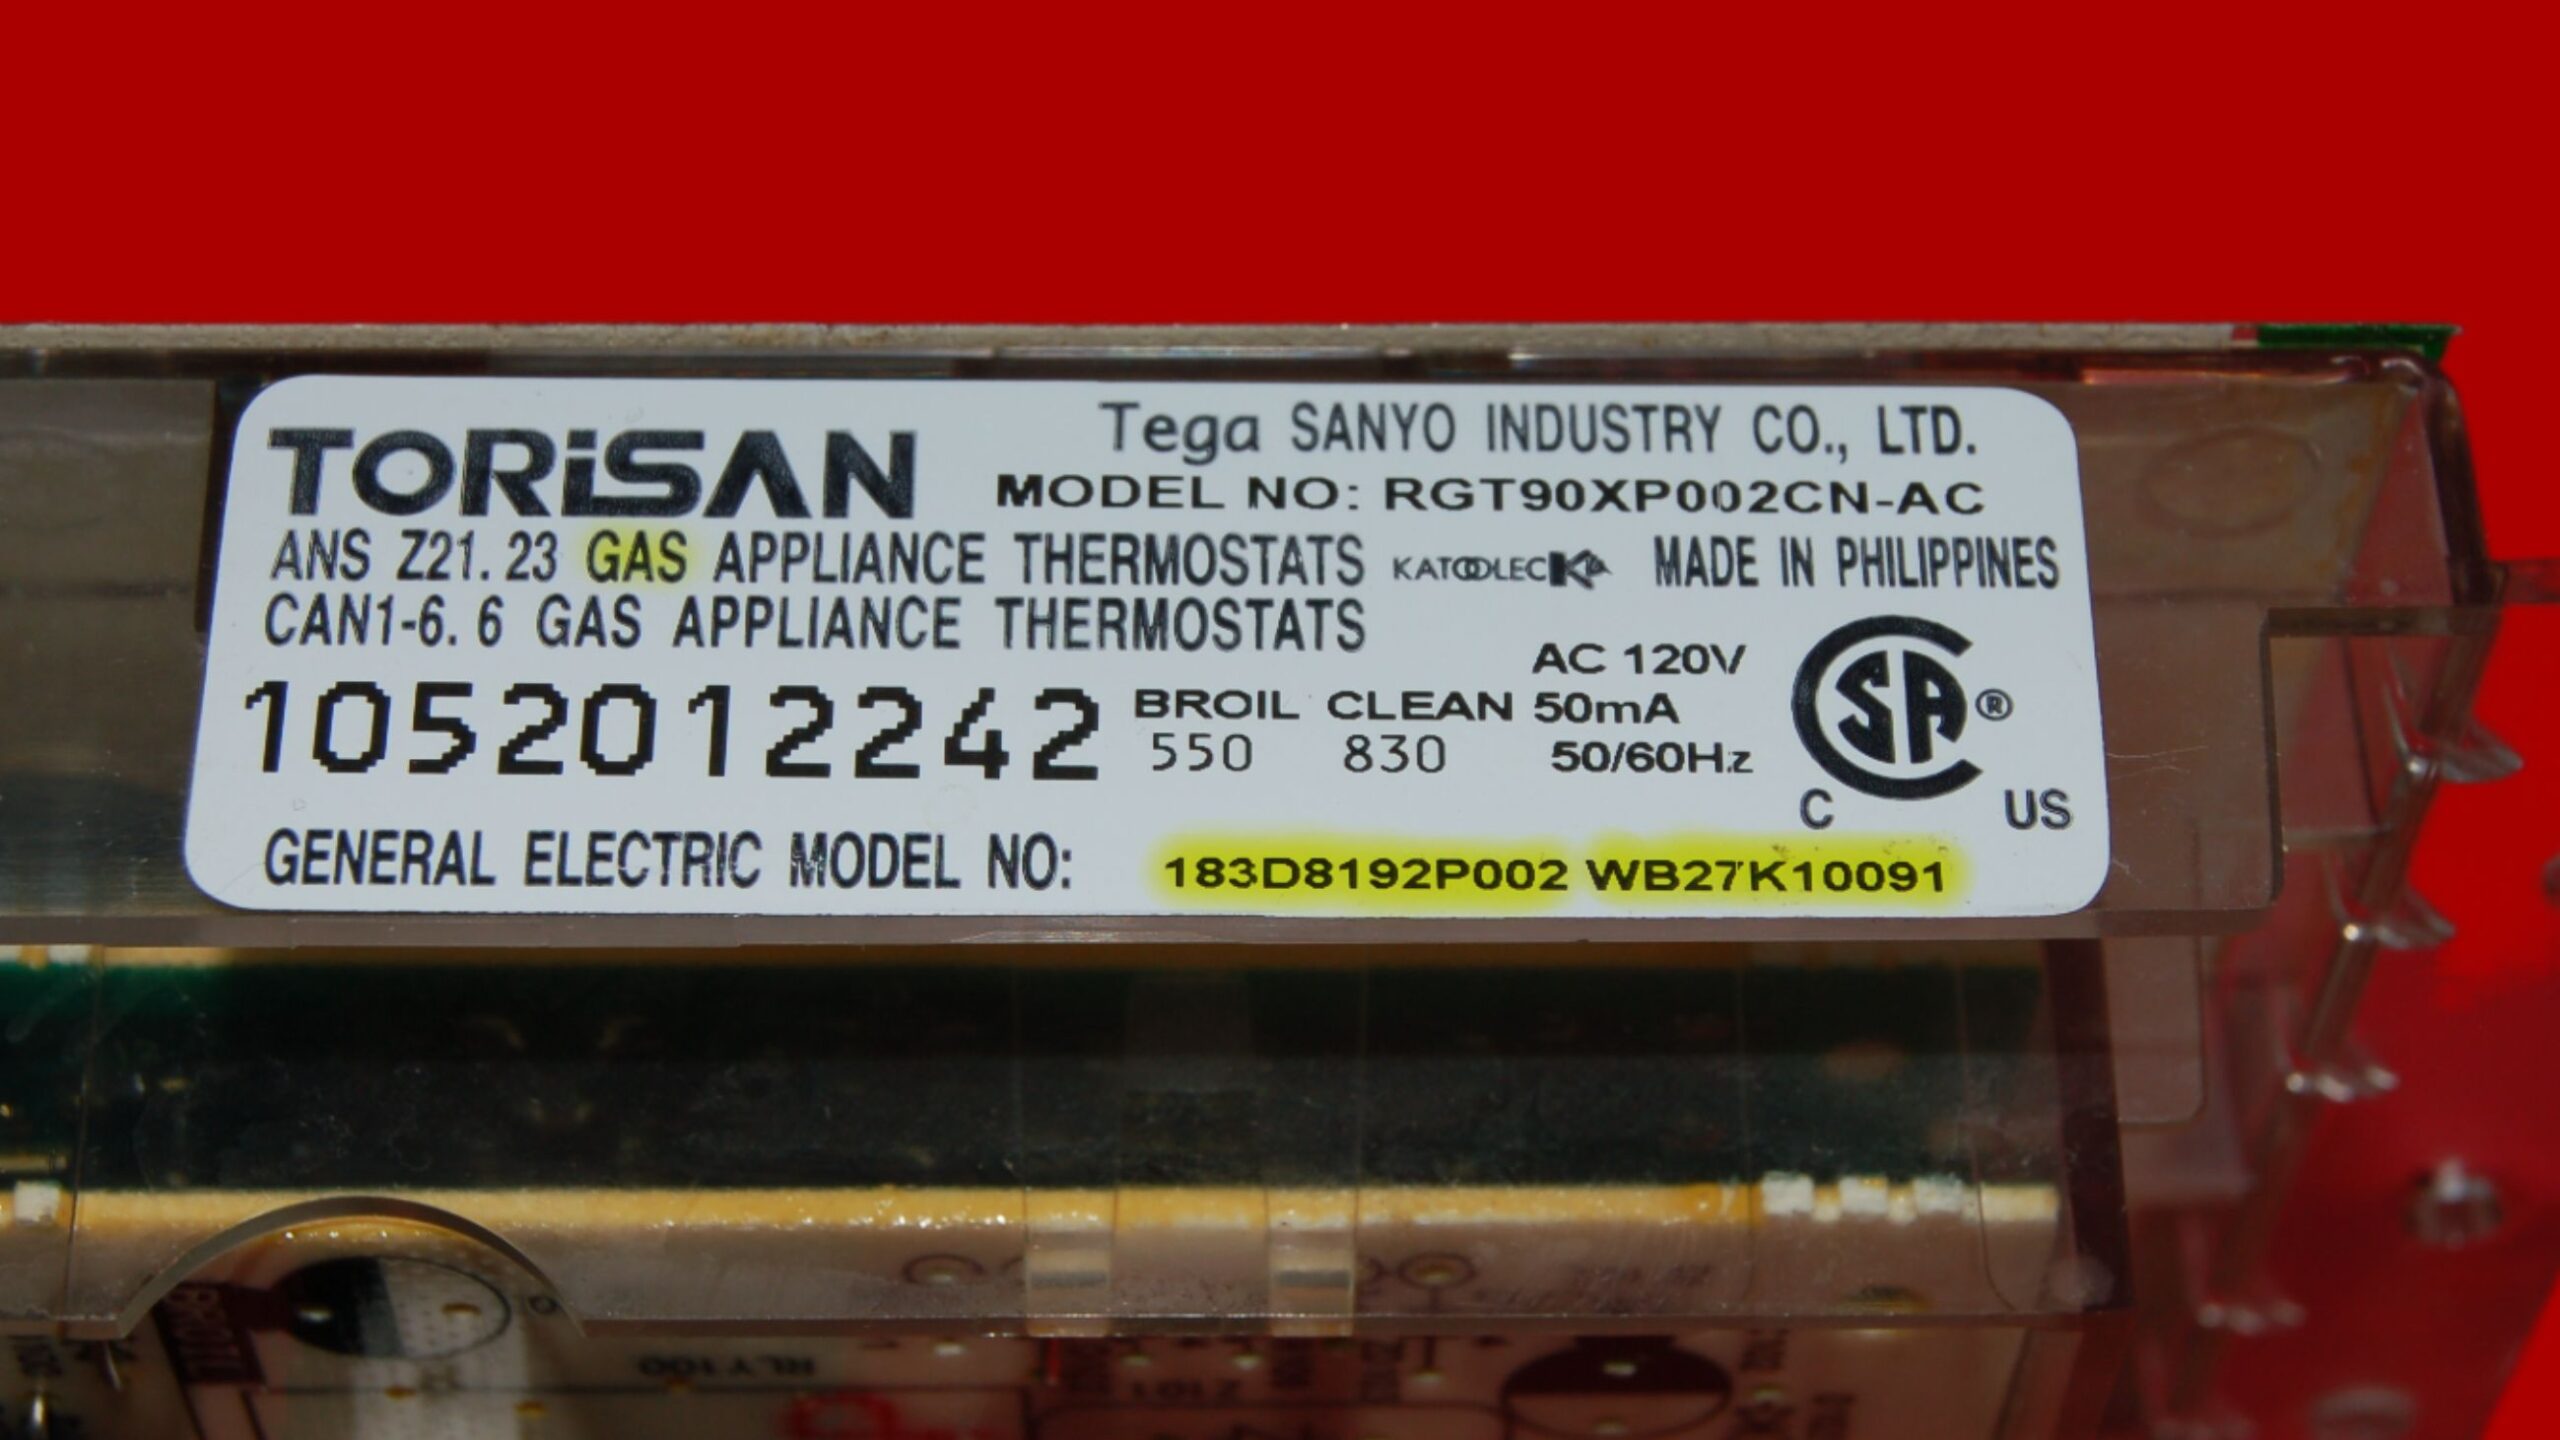 TORiSAN
Tega SANYO INDUSTRY CO., LTD.
MODEL NO: RGT90XP002CN-AC
ANS Z21.23 GAS APPLIANCE THERMOSTATS
MADE IN PHILIPPINES
CAN1-6.6 GAS APPLIANCE THERMOSTATS
1052012242
BROIL CLEAN
550 830
AC 120V
50mA
50/60Hz
SA ®
C US
GENERAL ELECTRIC MODEL NO: 183D8192P002 WB27K10091
RLY100